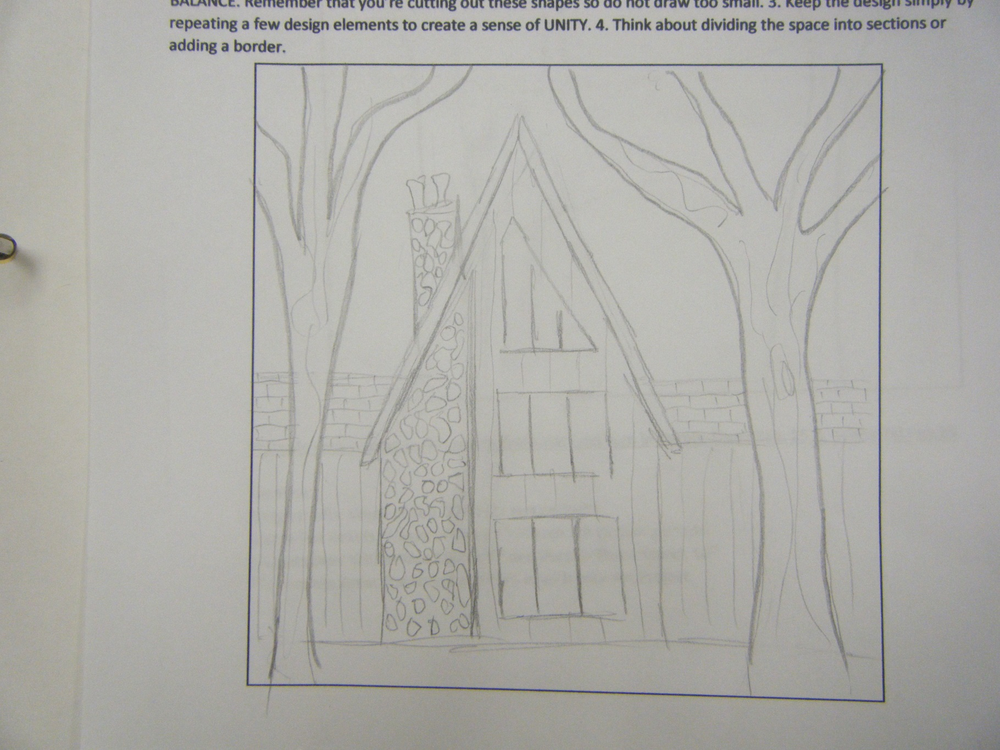 BALANCE. Remember that you're cutting out these shapes so do not draw too small. 3. Keep the design simply by
repeating a few design elements to create a sense of UNITY. 4. Think about dividing the space into sections or
adding a border.